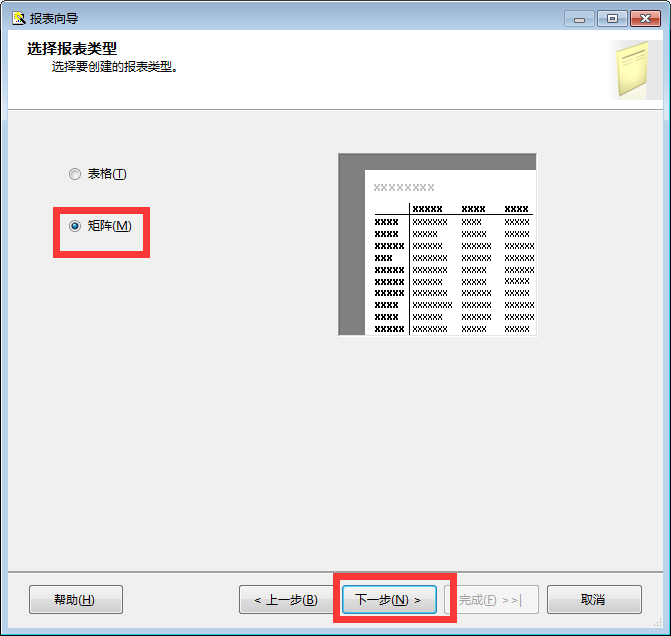 报表向导
选择报表类型
选择要创建的报表类型。
表格(T)
矩阵(M)
XXXXXXXX
XXXXX XXXX XXXX
XXXX XXXXXXX XXXX XXXX
XXXX XXXXX XXXXX XXXXX
XXXXX XXXXXX XXXXXX XXXXXX
XXX XXXXXXX XXXXXX XXXXXX
XXXXX XXXXXXX XXXXX XXXXXX
XXXXX XXXXXX XXXXX XXXXX
XXXXX XXXXXXX XXXXXX XXXXXX
XXXX XXXXXXXX XXXXXX XXXXXX
XXXX XXXXXXX XXXXXX XXXXXX
XXXXX XXXXXXX XXXXX XXXXX
帮助(H) < 上一步(B) 下一步(N) > 完成(F) >>| 取消